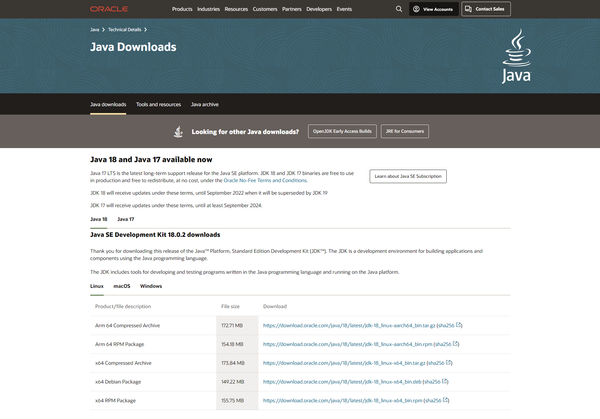 ORACLE
Products Industries Resources Customers Partners Developers Events
View Accounts
Contact Sales
Java Technical Details
Java Downloads
Java
Java downloads Tools and resources Java archive
Looking for other Java downloads?
OpenJDK Early Access Builds
JRE for Consumers
Java 18 and Java 17 available now
Java 17 LTS is the latest long-term support release for the Java SE platform. JDK 18 and JDK 17 binaries are free to use
in production and free to redistribute, at no cost, under the Oracle No-Fee Terms and Conditions.
Learn about Java SE Subscription
JDK 18 will receive updates under these terms, until September 2022 when it will be superseded by JDK 19
JDK 17 will receive updates under these terms, until at least September 2024.
Java 18 Java 17
Java SE Development Kit 18.0.2 downloads
Thank you for downloading this release of the Java™ Platform, Standard Edition Development Kit (JDK™). The JDK is a development environment for building applications and
components using the Java programming language.
The JDK includes tools for developing and testing programs written in the Java programming language and running on the Java platform.
Linux macOS Windows
Product/file description File size Download
Arm 64 Compressed Archive 172.71 MB https://download.oracle.com/java/18/latest/jdk-18_linux-aarch64_bin.tar.gz (sha256)
Arm 64 RPM Package 154.18 MB https://download.oracle.com/java/18/latest/jdk-18_linux-aarch64_bin.rpm (sha256)
x64 Compressed Archive 173.84 MB https://download.oracle.com/java/18/latest/jdk-18_linux-x64_bin.tar.gz (sha256)
x64 Debian Package 149.22 MB https://download.oracle.com/java/18/latest/jdk-18_linux-x64_bin.deb (sha256)
x64 RPM Package 155.75 MB https://download.oracle.com/java/18/latest/jdk-18_linux-x64_bin.rpm (sha256)